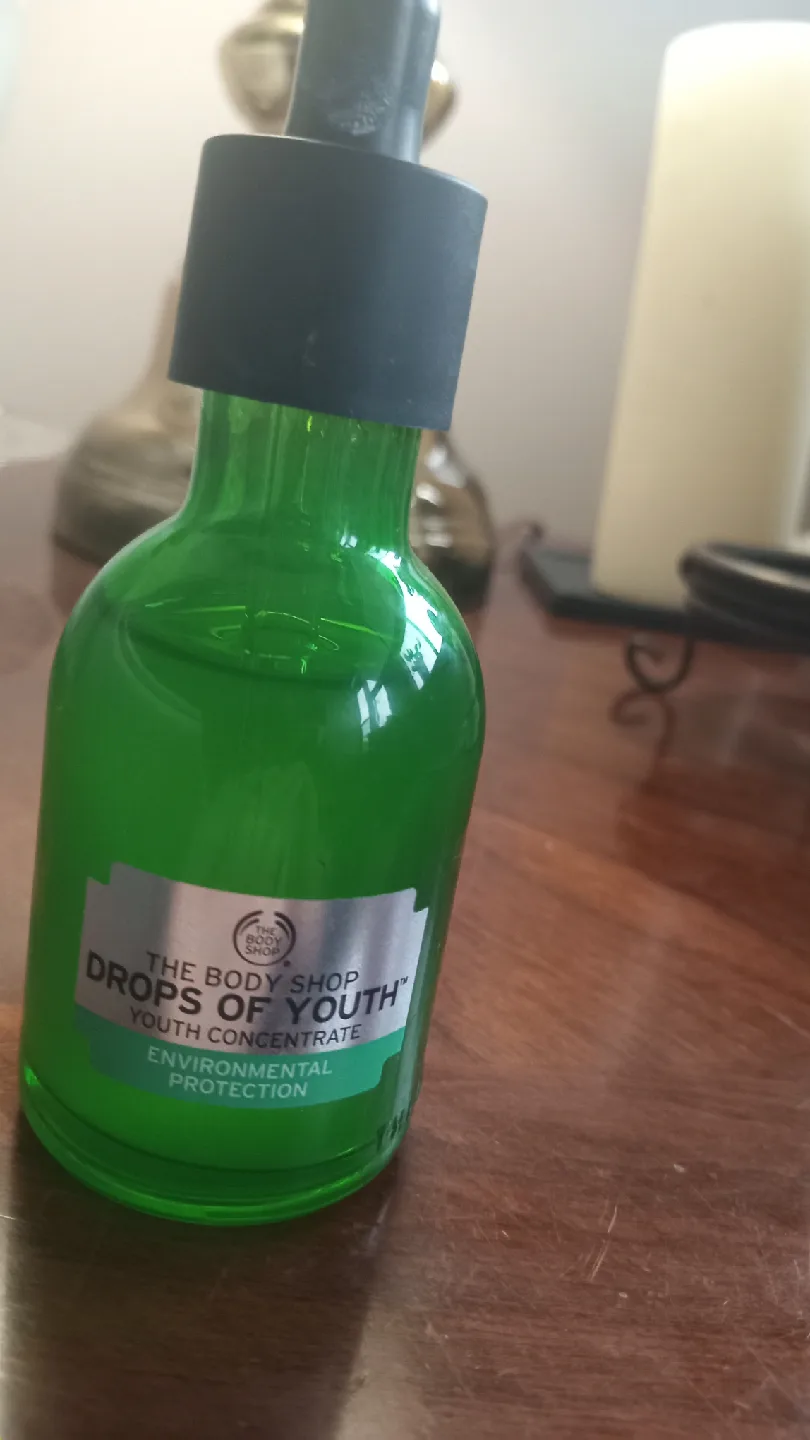 THE
BODY
SHOP
THE BODY SHOP
DROPS OF YOUTH™
YOUTH CONCENTRATE
ENVIRONMENTAL
PROTECTION